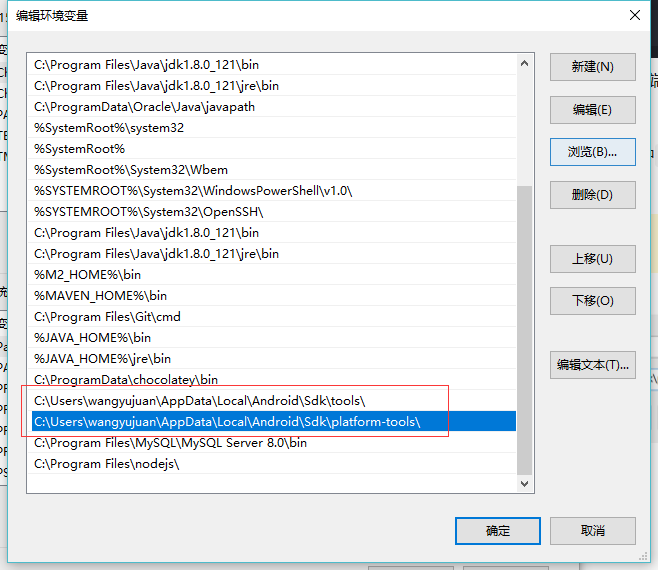 编辑环境变量
C:\Program Files\Java\jdk1.8.0_121\bin
C:\Program Files\Java\jdk1.8.0_121\jre\bin
C:\ProgramData\Oracle\Java\javapath
%SystemRoot%\system32
%SystemRoot%
%SystemRoot%\System32\Wbem
%SYSTEMROOT%\System32\WindowsPowerShell\v1.0\
%SYSTEMROOT%\System32\OpenSSH\
C:\Program Files\Java\jdk1.8.0_121\bin
C:\Program Files\Java\jdk1.8.0_121\jre\bin
%M2_HOME%\bin
%MAVEN_HOME%\bin
C:\Program Files\Git\cmd
%JAVA_HOME%\bin
%JAVA_HOME%\jre\bin
C:\ProgramData\chocolatey\bin
C:\Users\wangyujuan\AppData\Local\Android\Sdk\tools\
C:\Users\wangyujuan\AppData\Local\Android\Sdk\platform-tools\
C:\Program Files\MySQL\MySQL Server 8.0\bin
C:\Program Files\nodejs\
新建(N)
编辑(E)
浏览(B)...
删除(D)
上移(U)
下移(O)
编辑文本(T)...
确定
取消